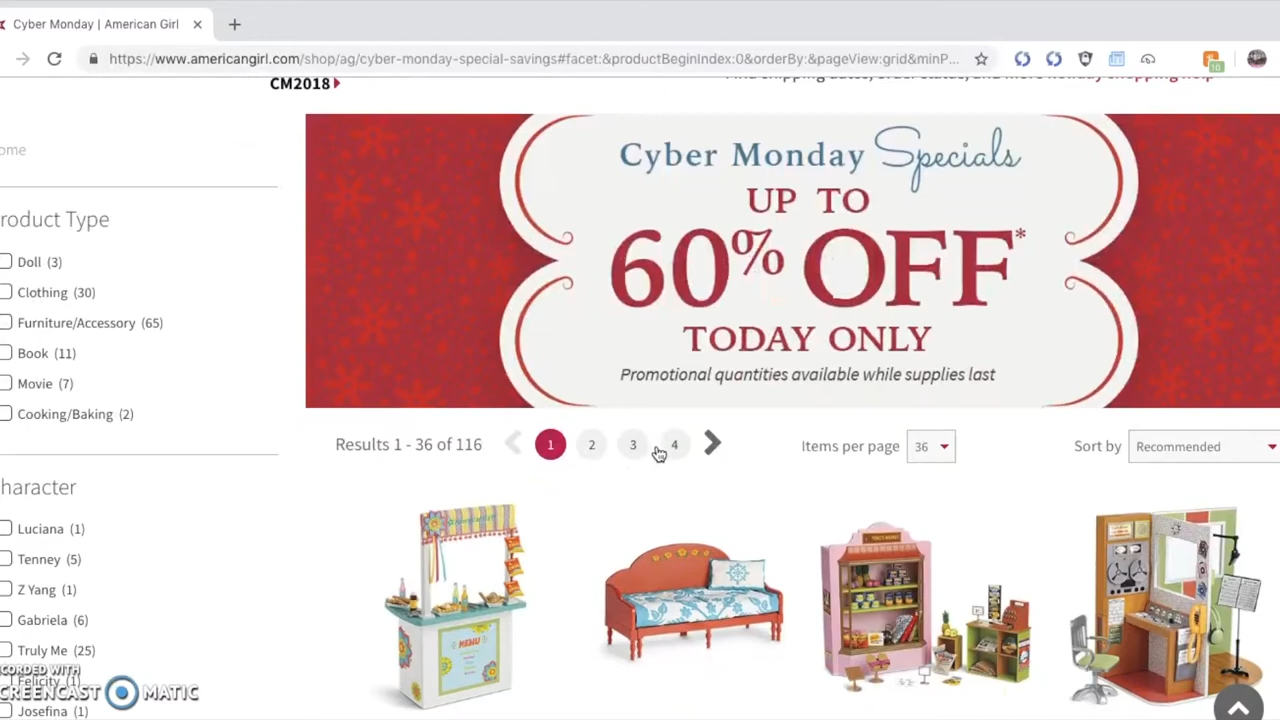 Cyber Monday | American Girl
https://www.americangirl.com/shop/ag/cyber-monday-special-savings#facet:&productBeginIndex:0&orderBy:&pageView:grid&minP...
10
CM2018
Find shipping dates, order status, and more holiday shopping help
ome
Cyber Monday Specials
UP TO
60% OFF*
TODAY ONLY
Promotional quantities available while supplies last
roduct Type
Doll (3)
Clothing (30)
Furniture/Accessory (65)
Book (11)
Movie (7)
Cooking/Baking (2)
Results 1 - 36 of 116
1
2
3
4
Items per page
36
Sort by
Recommended
haracter
Luciana (1)
Tenney (5)
Z Yang (1)
Gabriela (6)
Truly Me (25)
Felicity (1)
Josefina (1)
MENU
CORDED WITH
CREENCAST MATIC